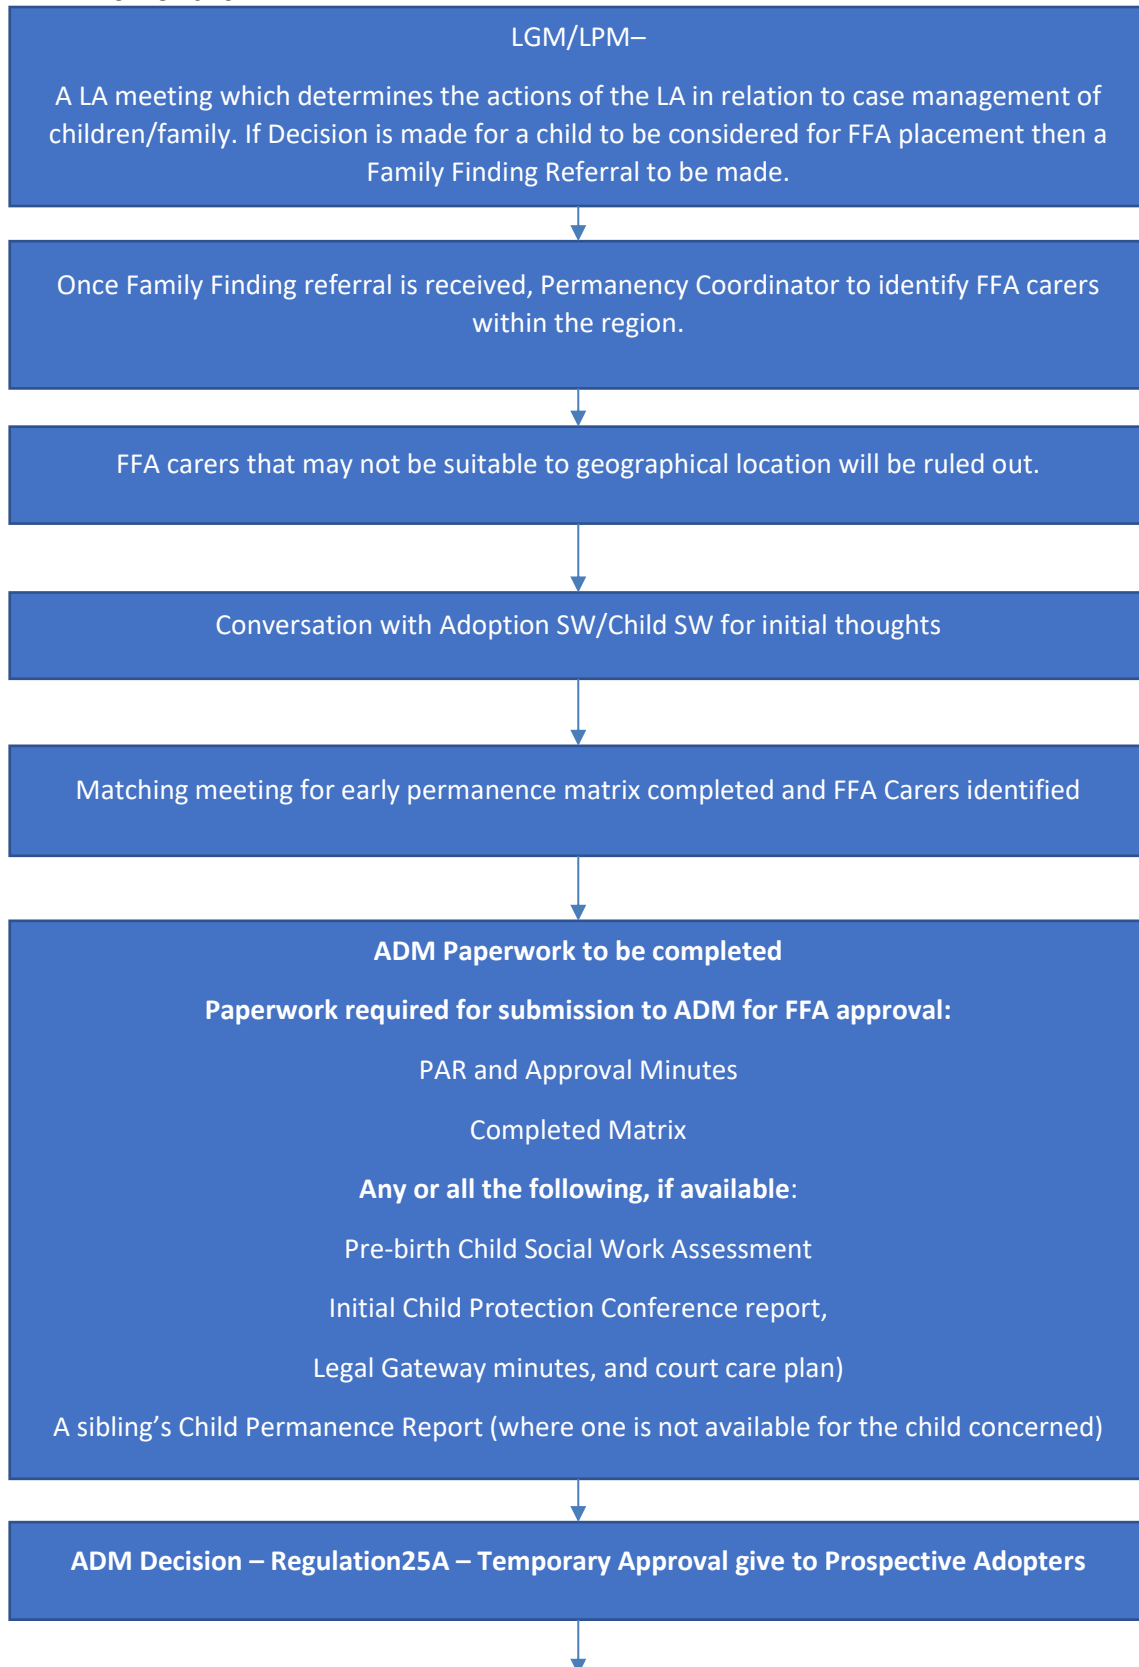 LGM/LPM–
A LA meeting which determines the actions of the LA in relation to case management of
children/family. If Decision is made for a child to be considered for FFA placement then a
Family Finding Referral to be made.
Once Family Finding referral is received, Permanency Coordinator to identify FFA carers
within the region.
FFA carers that may not be suitable to geographical location will be ruled out.
Conversation with Adoption SW/Child SW for initial thoughts
Matching meeting for early permanence matrix completed and FFA Carers identified
ADM Paperwork to be completed
Paperwork required for submission to ADM for FFA approval:
PAR and Approval Minutes
Completed Matrix
Any or all the following, if available:
Pre-birth Child Social Work Assessment
Initial Child Protection Conference report,
Legal Gateway minutes, and court care plan)
A sibling’s Child Permanence Report (where one is not available for the child concerned)
ADM Decision – Regulation25A – Temporary Approval give to Prospective Adopters